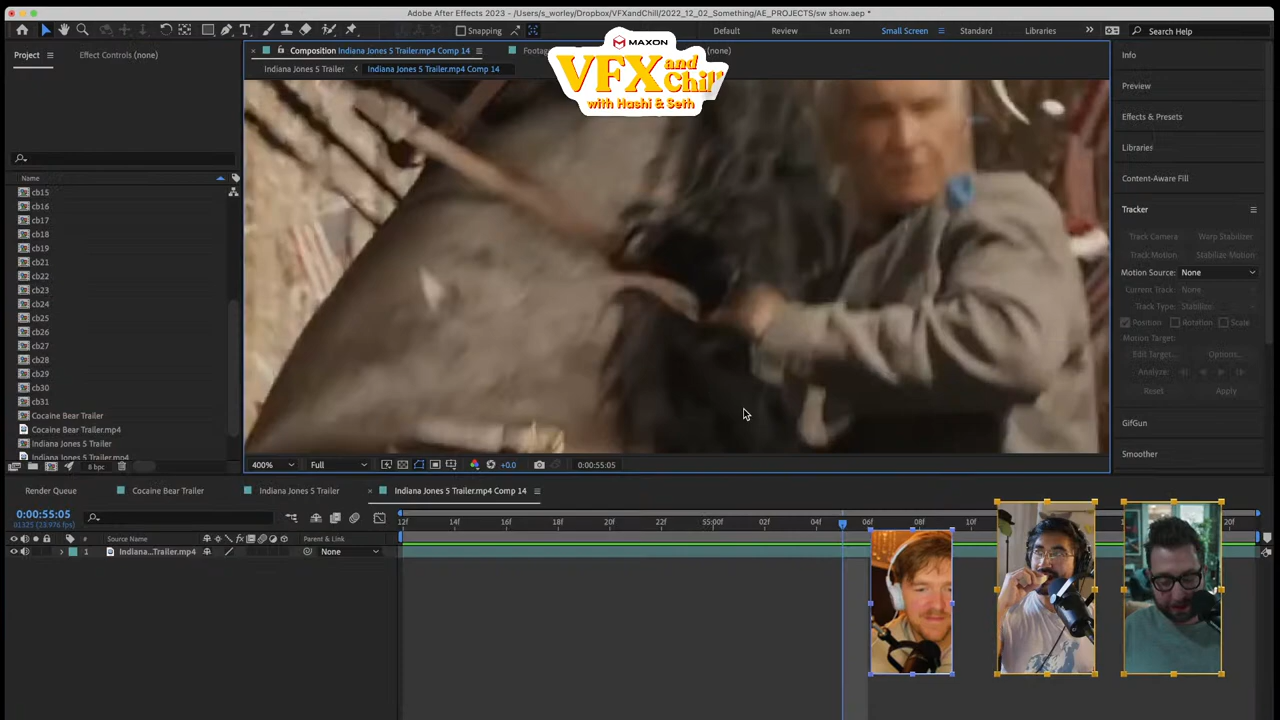 Adobe After Effects 2023 - /Users/s_worley/Dropbox/VFXandChill/2022_12_02_Something/AE_PROJECTS/sw show.aep *
Snapping
Default
Review
Learn
Small Screen
Standard
Libraries
Search Help
MAXON
VFX and Chill
with Hashi & Seth
Project
Effect Controls (none)
Composition Indiana Jones 5 Trailer.mp4 Comp 14
(none)
Indiana Jones 5 Trailer
Indiana Jones 5 Trailer.mp4 Comp 14
Name
cb15
cb16
cb17
cb18
cb19
cb21
cb22
cb23
cb24
cb25
cb26
cb27
cb28
cb29
cb30
cb31
Cocaine Bear Trailer
Cocaine Bear Trailer.mp4
Indiana Jones 5 Trailer
Indiana Jones 5 Trailer.mp4
8 bpc
400%
Full
+0.0
0:00:55:05
Info
Preview
Effects & Presets
Libraries
Content-Aware Fill
Tracker
Track Camera
Warp Stabilizer
Track Motion
Stabilize Motion
Motion Source: None
Current Track: None
Track Type: Stabilize
Position
Rotation
Scale
Motion Target:
Edit Target...
Options...
Analyze:
Reset
Apply
GifGun
Smoother
Render Queue
Cocaine Bear Trailer
Indiana Jones 5 Trailer
Indiana Jones 5 Trailer.mp4 Comp 14
0:00:55:05
01325 (23.976 fps)
12f
14f
16f
18f
20f
22f
55:00f
02f
04f
06f
08f
10f
20f
#
Source Name
Parent & Link
1
Indiana...Trailer.mp4
None